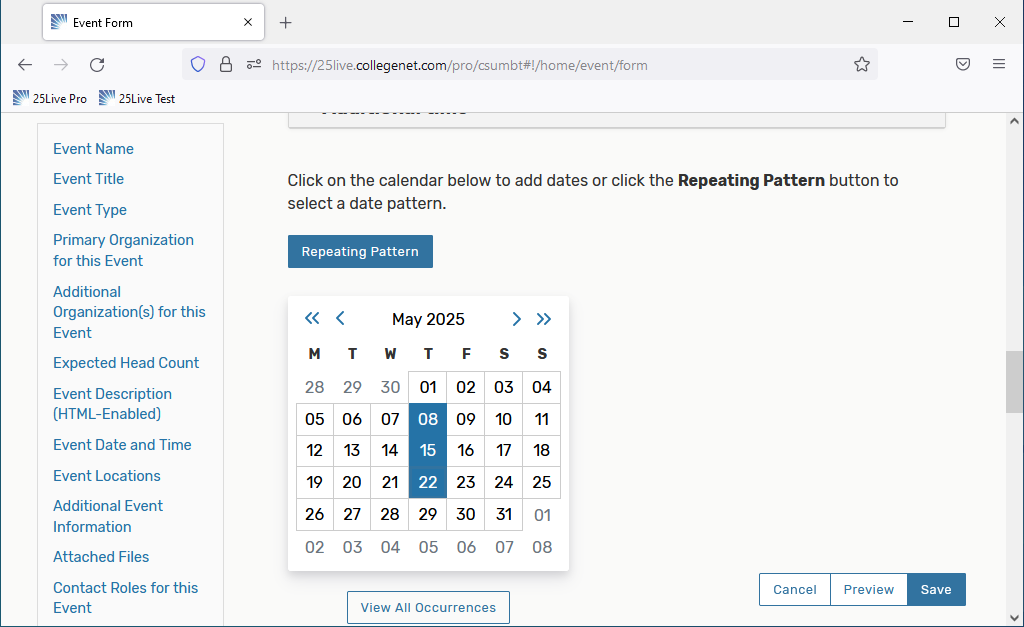 Event Form
https://25live.collegenet.com/pro/csumbt#!/home/event/form
25Live Pro 25Live Test
Event Name
Event Title
Event Type
Primary Organization
for this Event
Additional
Organization(s) for this
Event
Expected Head Count
Event Description
(HTML-Enabled)
Event Date and Time
Event Locations
Additional Event
Information
Attached Files
Contact Roles for this
Event
Additional time
Click on the calendar below to add dates or click the Repeating Pattern button to
select a date pattern.
Repeating Pattern
May 2025
M T W T F S S
28 29 30 01 02 03 04
05 06 07 08 09 10 11
12 13 14 15 16 17 18
19 20 21 22 23 24 25
26 27 28 29 30 31 01
02 03 04 05 06 07 08
View All Occurrences
Cancel Preview Save